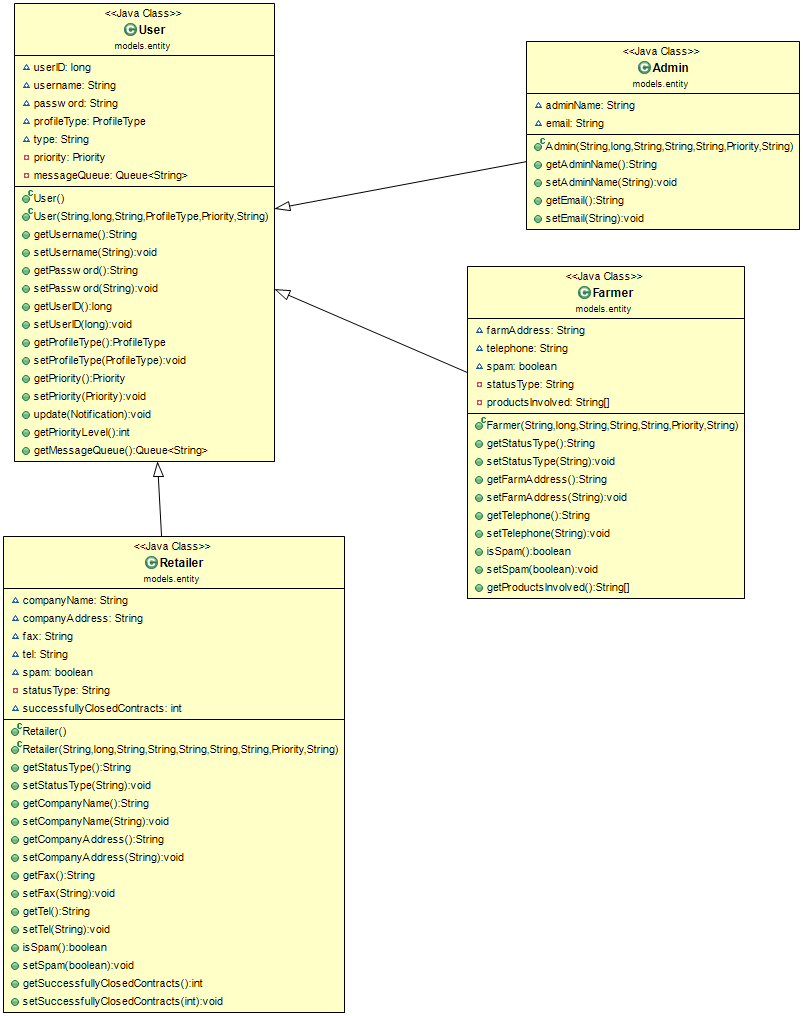 <<Java Class>>
User
models.entity
userID: long
username: String
password: String
profileType: ProfileType
type: String
priority: Priority
messageQueue: Queue<String>
User()
User(String,long,String,ProfileType,Priority,String)
getUsername():String
setUsername(String):void
getPassword():String
setPassword(String):void
getUserID():long
setUserID(long):void
getProfileType():ProfileType
setProfileType(ProfileType):void
getPriority():Priority
setPriority(Priority):void
update(Notification):void
getPriorityLevel():int
getMessageQueue():Queue<String>
<<Java Class>>
Admin
models.entity
adminName: String
email: String
Admin(String,long,String,String,String,Priority,String)
getAdminName():String
setAdminName(String):void
getEmail():String
setEmail(String):void
<<Java Class>>
Farmer
models.entity
farmAddress: String
telephone: String
spam: boolean
statusType: String
productsInvolved: String[]
Farmer(String,long,String,String,String,Priority,String)
getStatusType():String
setStatusType(String):void
getFarmAddress():String
setFarmAddress(String):void
getTelephone():String
setTelephone(String):void
isSpam():boolean
setSpam(boolean):void
getProductsInvolved():String[]
<<Java Class>>
Retailer
models.entity
companyName: String
companyAddress: String
fax: String
tel: String
spam: boolean
statusType: String
successfullyClosedContracts: int
Retailer()
Retailer(String,long,String,String,String,String,String,Priority,String)
getStatusType():String
setStatusType(String):void
getCompanyName():String
setCompanyName(String):void
getCompanyAddress():String
setCompanyAddress(String):void
getFax():String
setFax(String):void
getTel():String
setTel(String):void
isSpam():boolean
setSpam(boolean):void
getSuccessfullyClosedContracts():int
setSuccessfullyClosedContracts(int):void